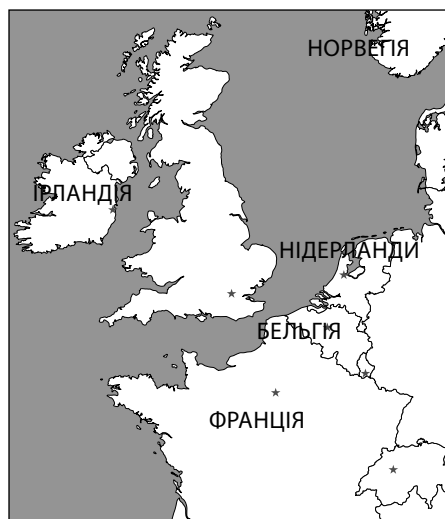 НОРВЕГІЯ
ІРЛАНДІЯ
НІДЕРЛАНДИ
БЕЛЬГІЯ
ФРАНЦІЯ